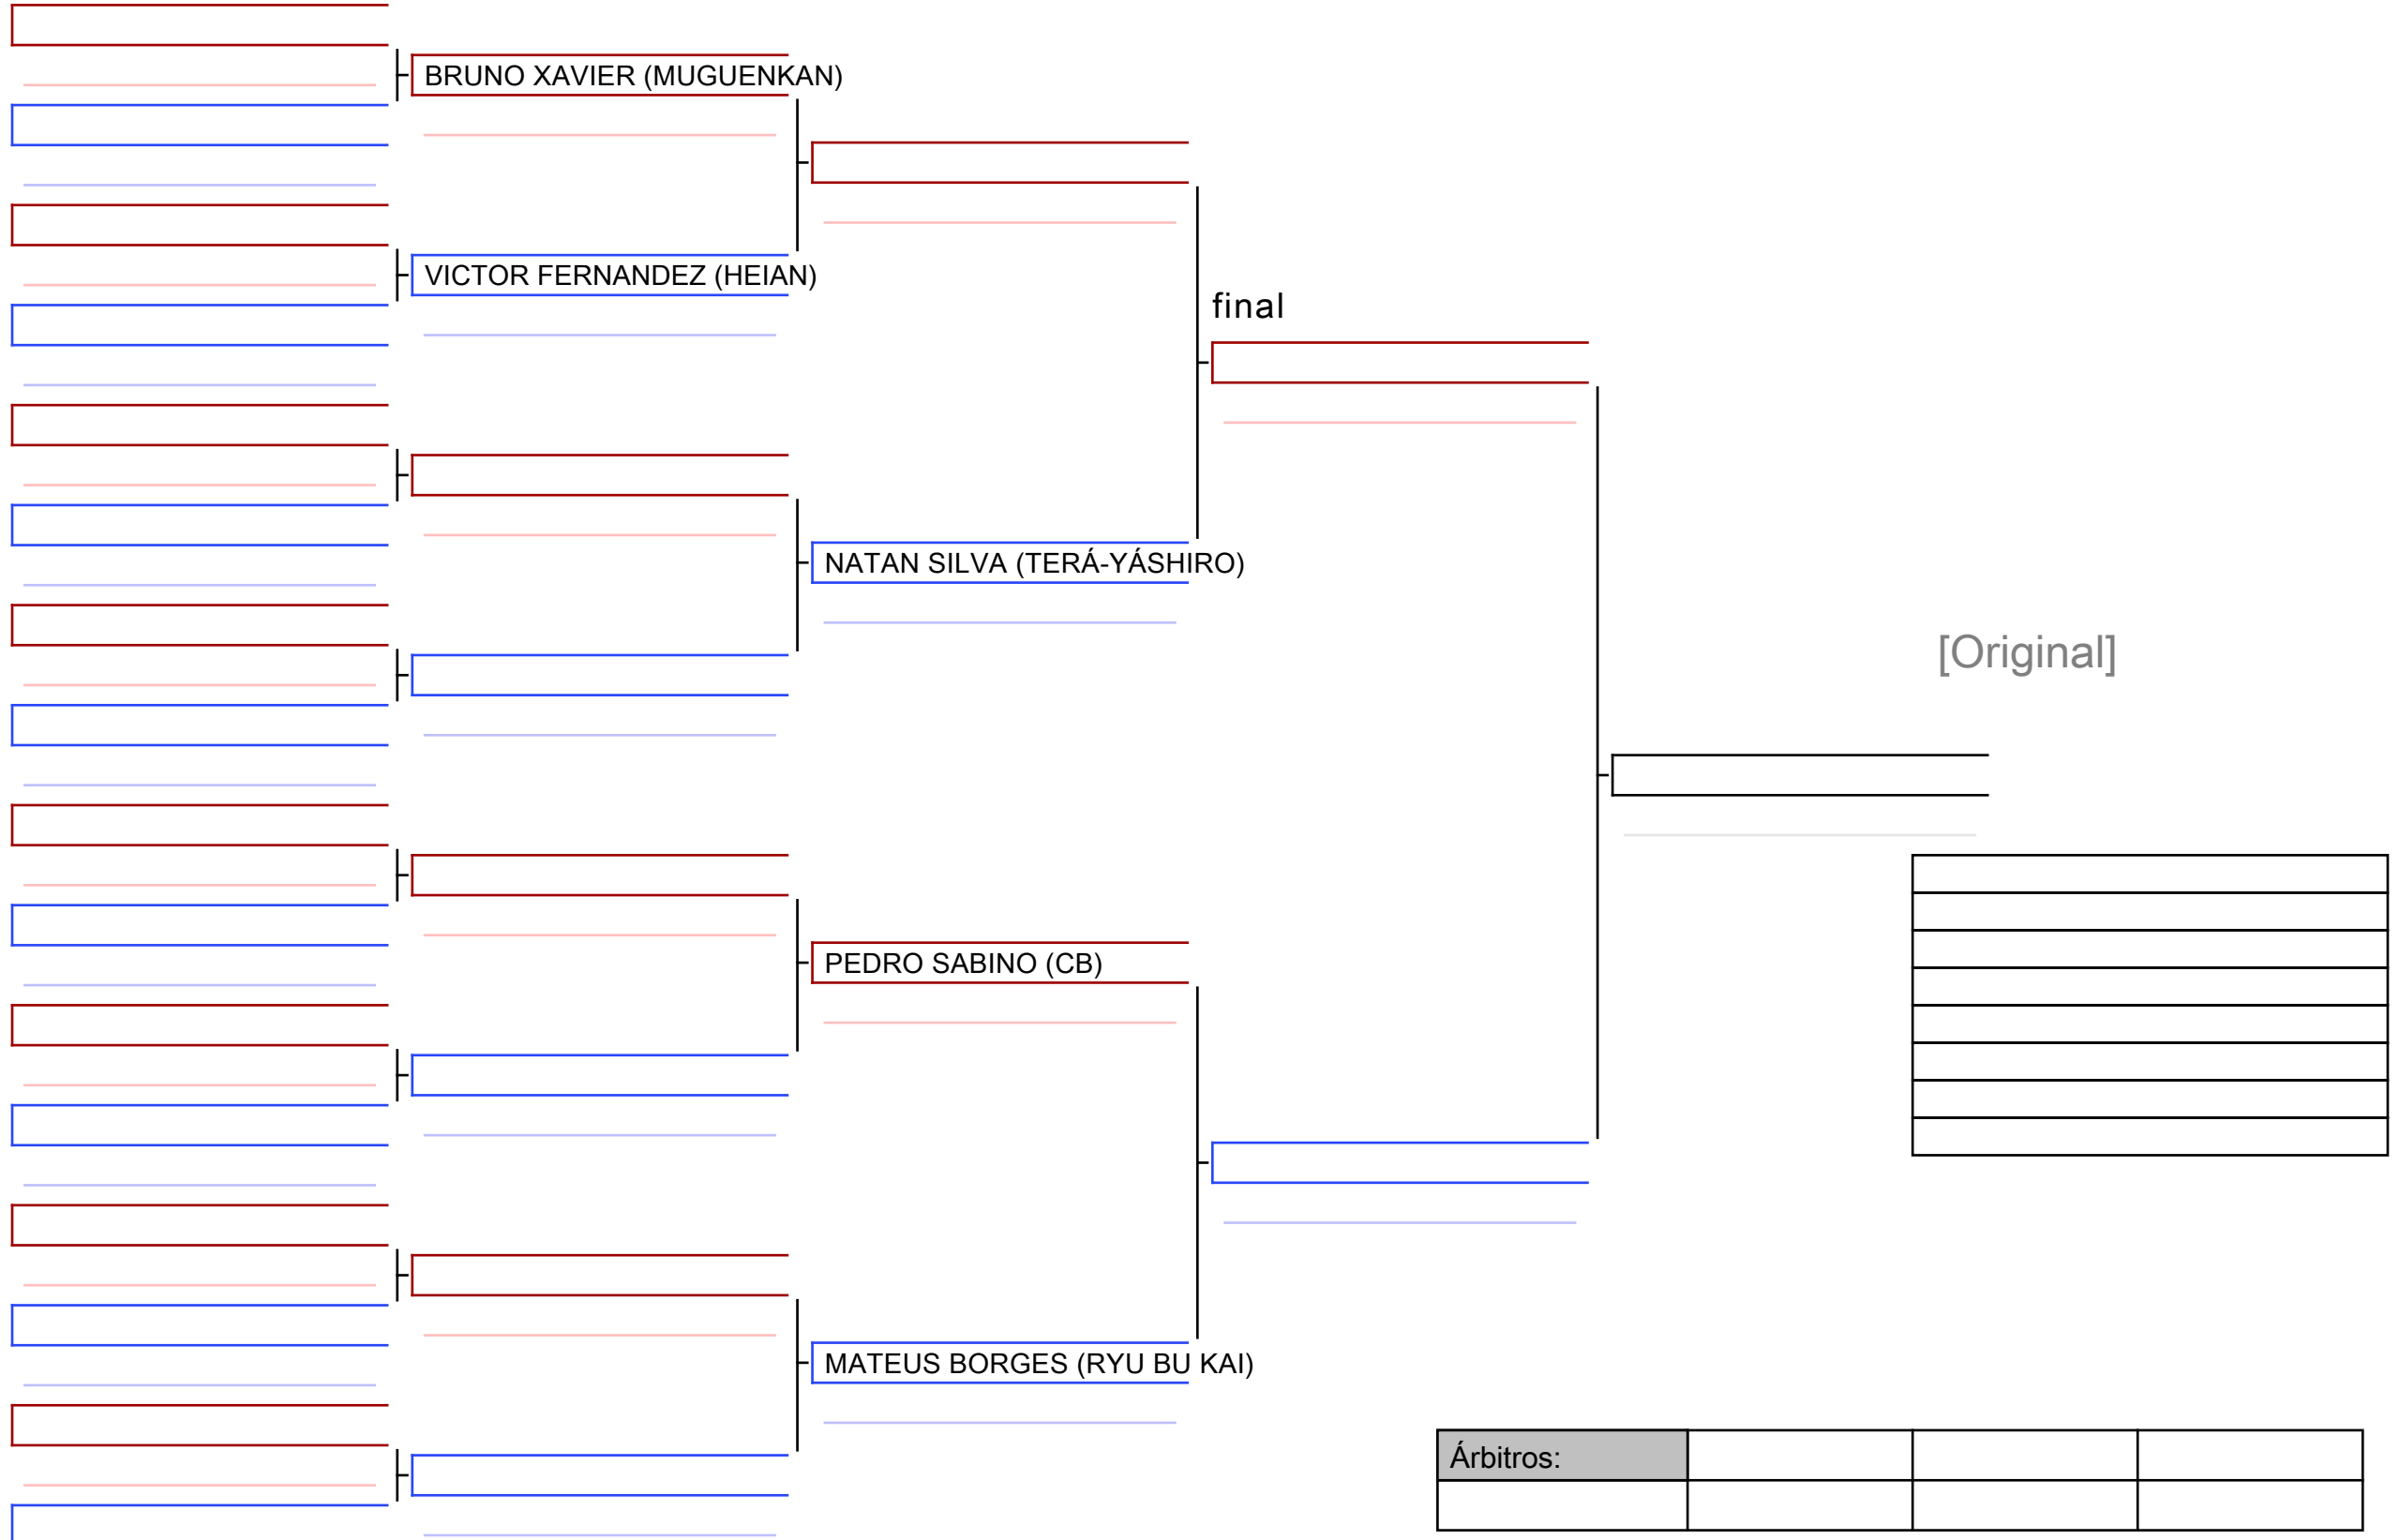 BRUNO XAVIER (MUGUENKAN)
VICTOR FERNANDEZ (HEIAN)
final
NATAN SILVA (TERÁ-YÁSHIRO)
[Original]
PEDRO SABINO (CB)
MATEUS BORGES (RYU BU KAI)
Árbitros: